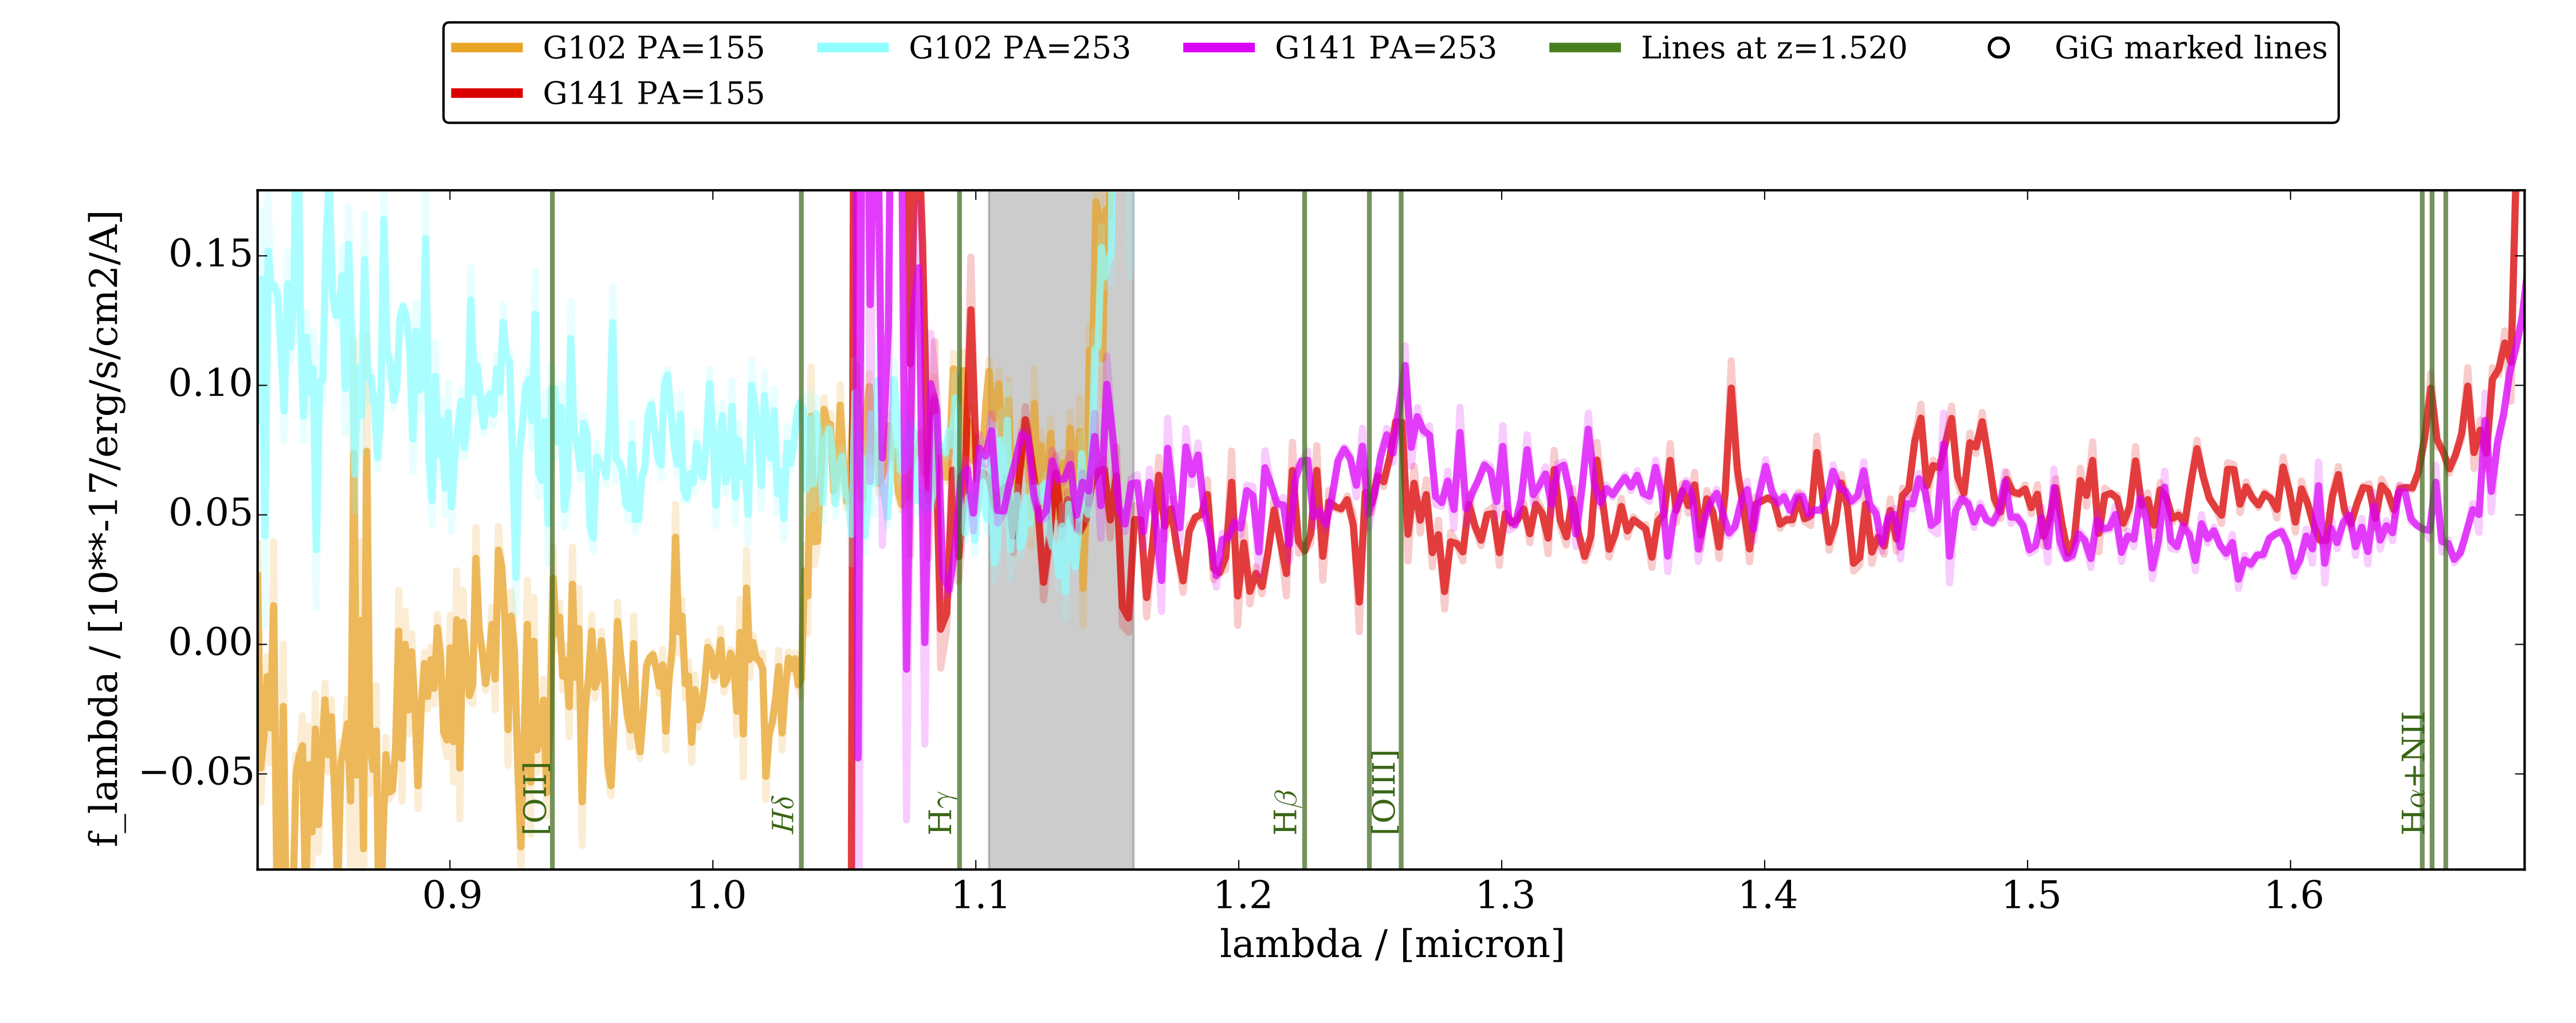 G102 PA=155 G102 PA=253 G141 PA=253 Lines at z=1.520 GiG marked lines
G141 PA=155
f_lambda / [10**-17/erg/s/cm2/A]
0.15
0.10
0.05
0.00
−0.05
[OII]
Hδ
Hγ
Hβ
[OIII]
Hα+NII
0.9 1.0 1.1 1.2 1.3 1.4 1.5 1.6
lambda / [micron]